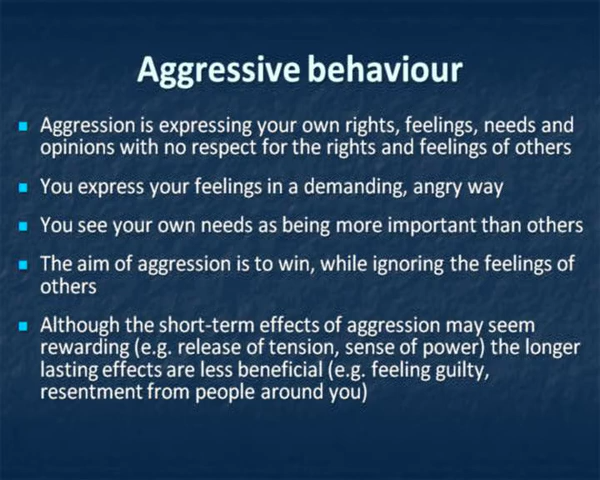 Aggressive behaviour
Aggression is expressing your own rights, feelings, needs and
opinions with no respect for the rights and feelings of others
You express your feelings in a demanding, angry way
You see your own needs as being more important than others
The aim of aggression is to win, while ignoring the feelings of
others
Although the short-term effects of aggression may seem
rewarding (e.g. release of tension, sense of power) the longer
lasting effects are less beneficial (e.g. feeling guilty,
resentment from people around you)